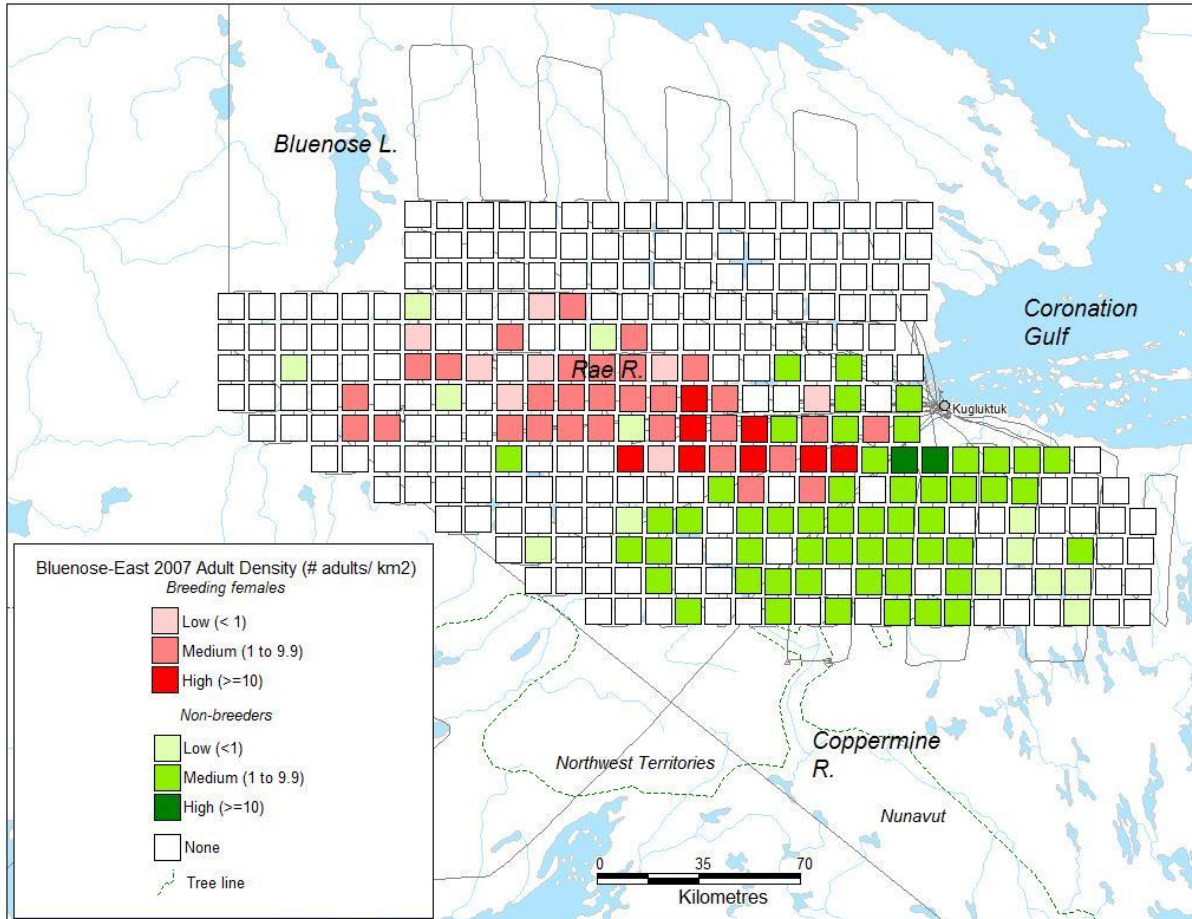 Bluenose L.
Coronation
Gulf
Rae R.
Kugluktuk
Bluenose-East 2007 Adult Density (# adults/ km2)
Breeding females
Low (< 1)
Medium (1 to 9.9)
High (>=10)
Non-breeders
Low (<1)
Medium (1 to 9.9)
High (>=10)
None
Tree line
Coppermine
R.
Northwest Territories
Nunavut
0 35 70
Kilometres